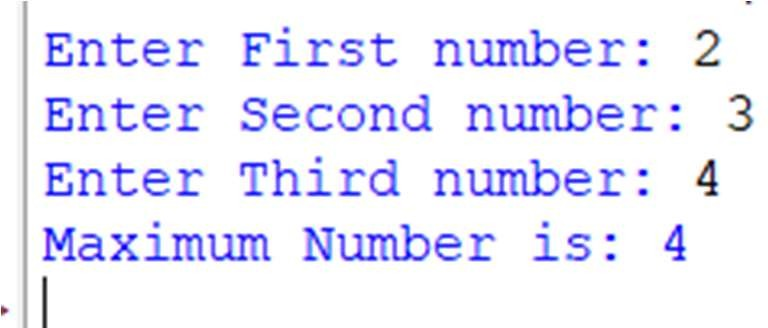 Enter First number: 2
Enter Second number: 3
Enter Third number: 4
Maximum Number is: 4